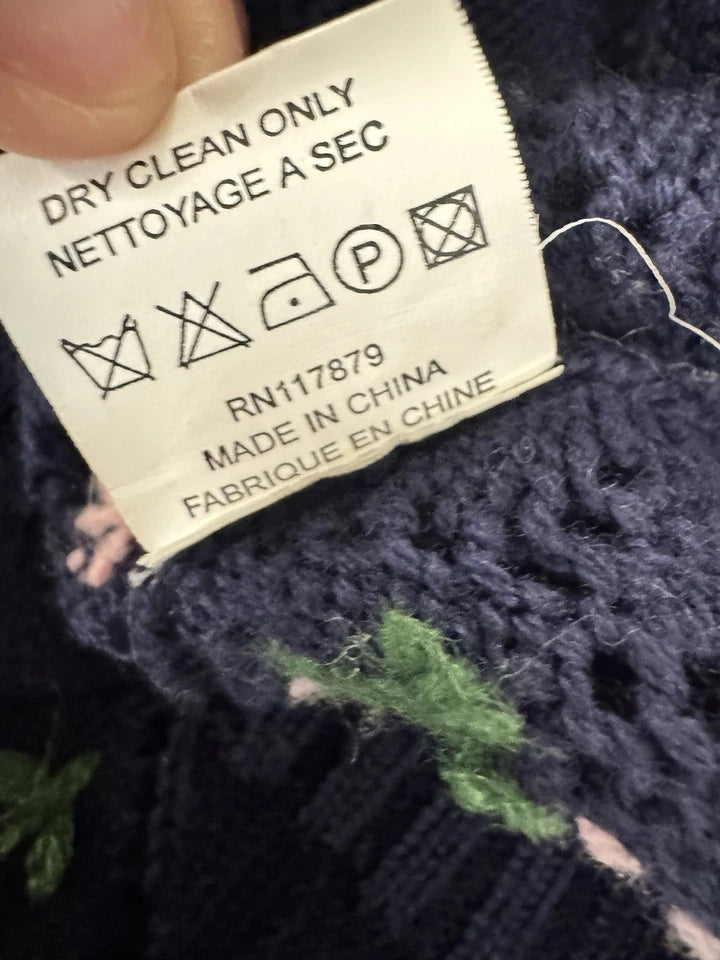 DRY CLEAN ONLY
NETTOYAGE A SEC
P
RN117879
MADE IN CHINA
FABRIQUE EN CHINE